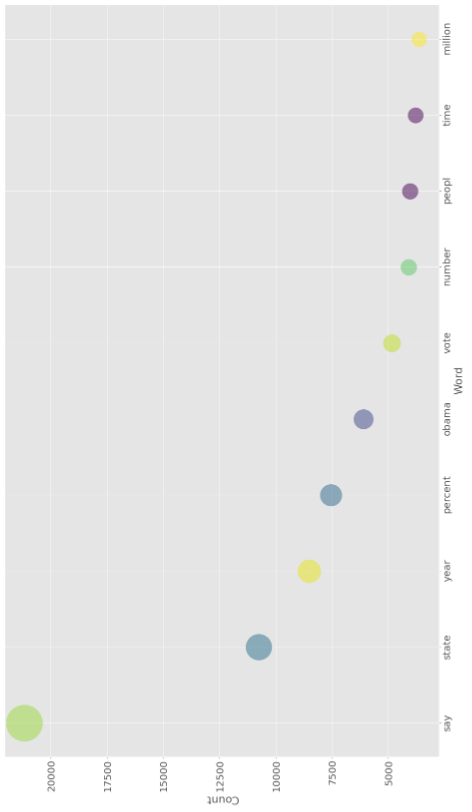 20000
17500
15000
12500
10000
7500
5000
Count
say
state
year
percent
obama
vote
number
peopl
time
million
Word